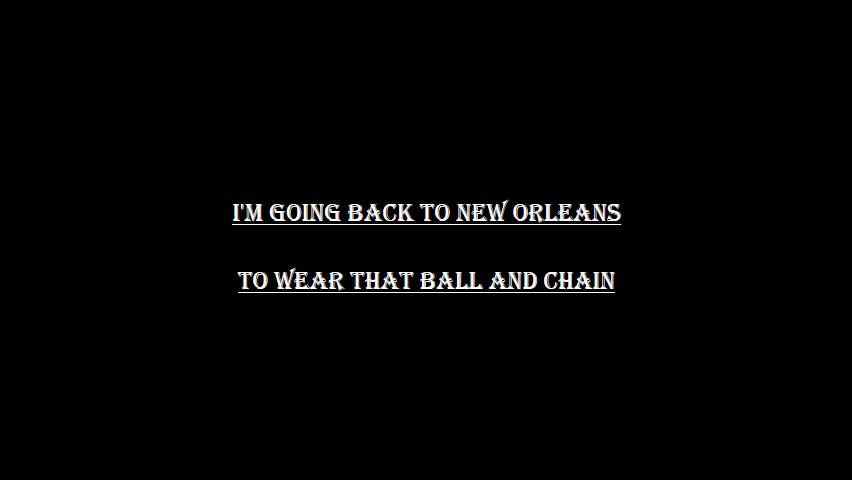 I'M GOING BACK TO NEW ORLEANS
TO WEAR THAT BALL AND CHAIN